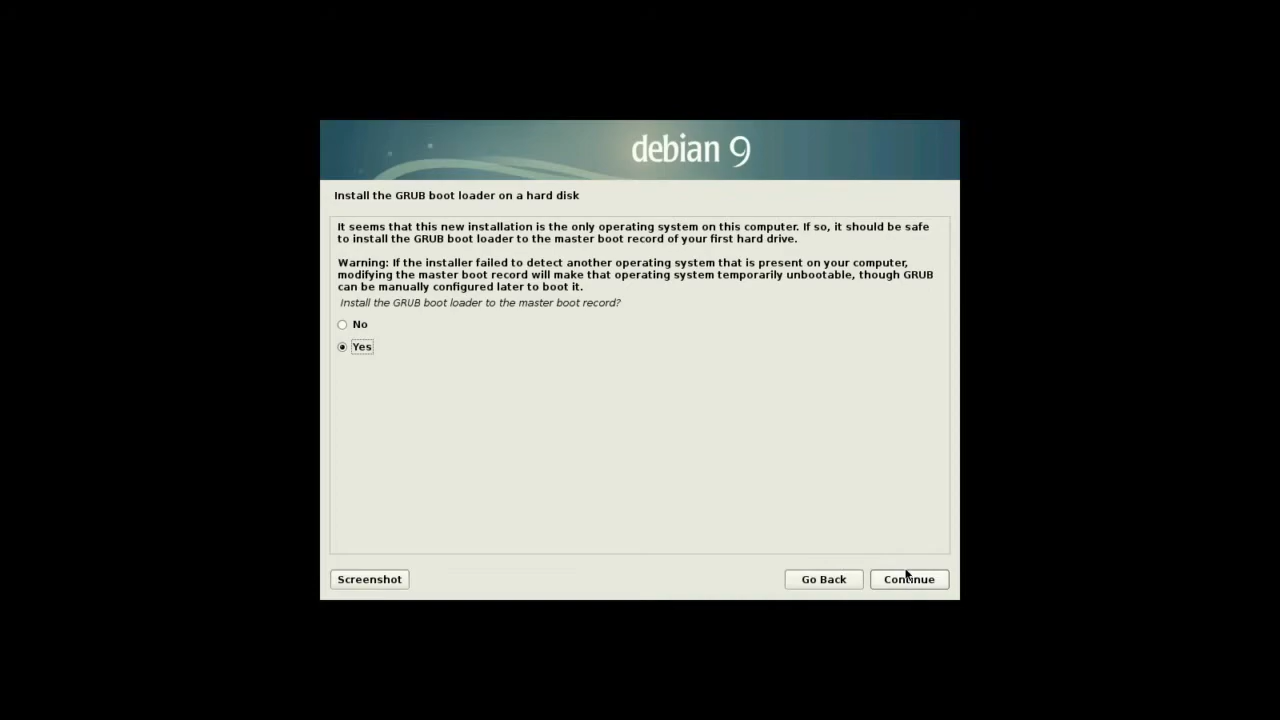 debian 9
Install the GRUB boot loader on a hard disk
It seems that this new installation is the only operating system on this computer. If so, it should be safe
to install the GRUB boot loader to the master boot record of your first hard drive.
Warning: If the installer failed to detect another operating system that is present on your computer,
modifying the master boot record will make that operating system temporarily unbootable, though GRUB
can be manually configured later to boot it.
Install the GRUB boot loader to the master boot record?
No
Yes
Screenshot
Go Back
Continue